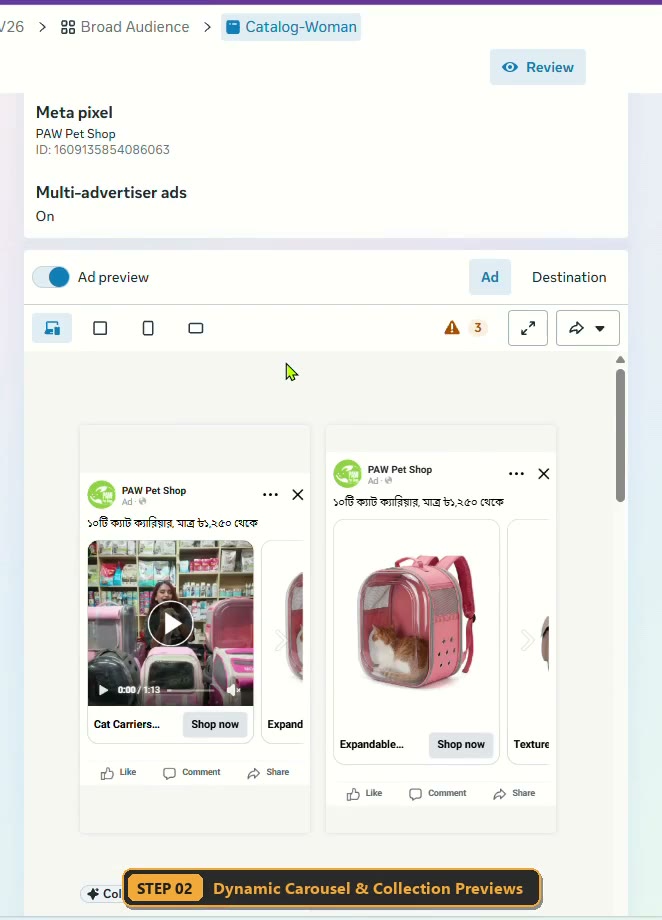 V26 > Broad Audience > Catalog-Woman
Review
Meta pixel
PAW Pet Shop
ID: 1609135854086063
Multi-advertiser ads
On
Ad preview
Ad
Destination
3
PAW Pet Shop
Ad ·
১০টি ক্যাট ক্যারিয়ার, মাত্র ৳১,২৫০ থেকে
0:00 / 1:13
Cat Carriers...
Shop now
Expand
Like
Comment
Share
PAW Pet Shop
Ad ·
১০টি ক্যাট ক্যারিয়ার, মাত্র ৳১,২৫০ থেকে
Expandable...
Shop now
Texture
Like
Comment
Share
Col
STEP 02
Dynamic Carousel & Collection Previews